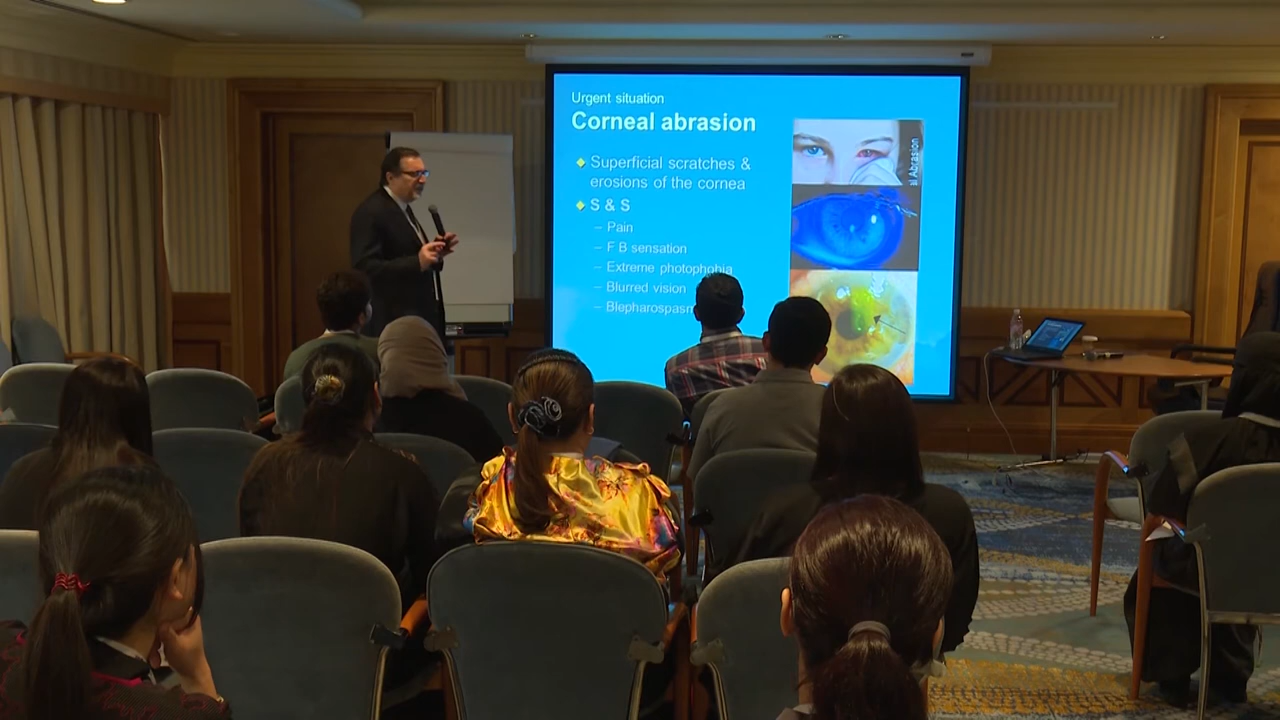 Urgent situation
Corneal abrasion
Superficial scratches &
erosions of the cornea
S & S
– Pain
– F B sensation
– Extreme photophobia
– Blurred vision
– Blepharospasm
al Abrasion